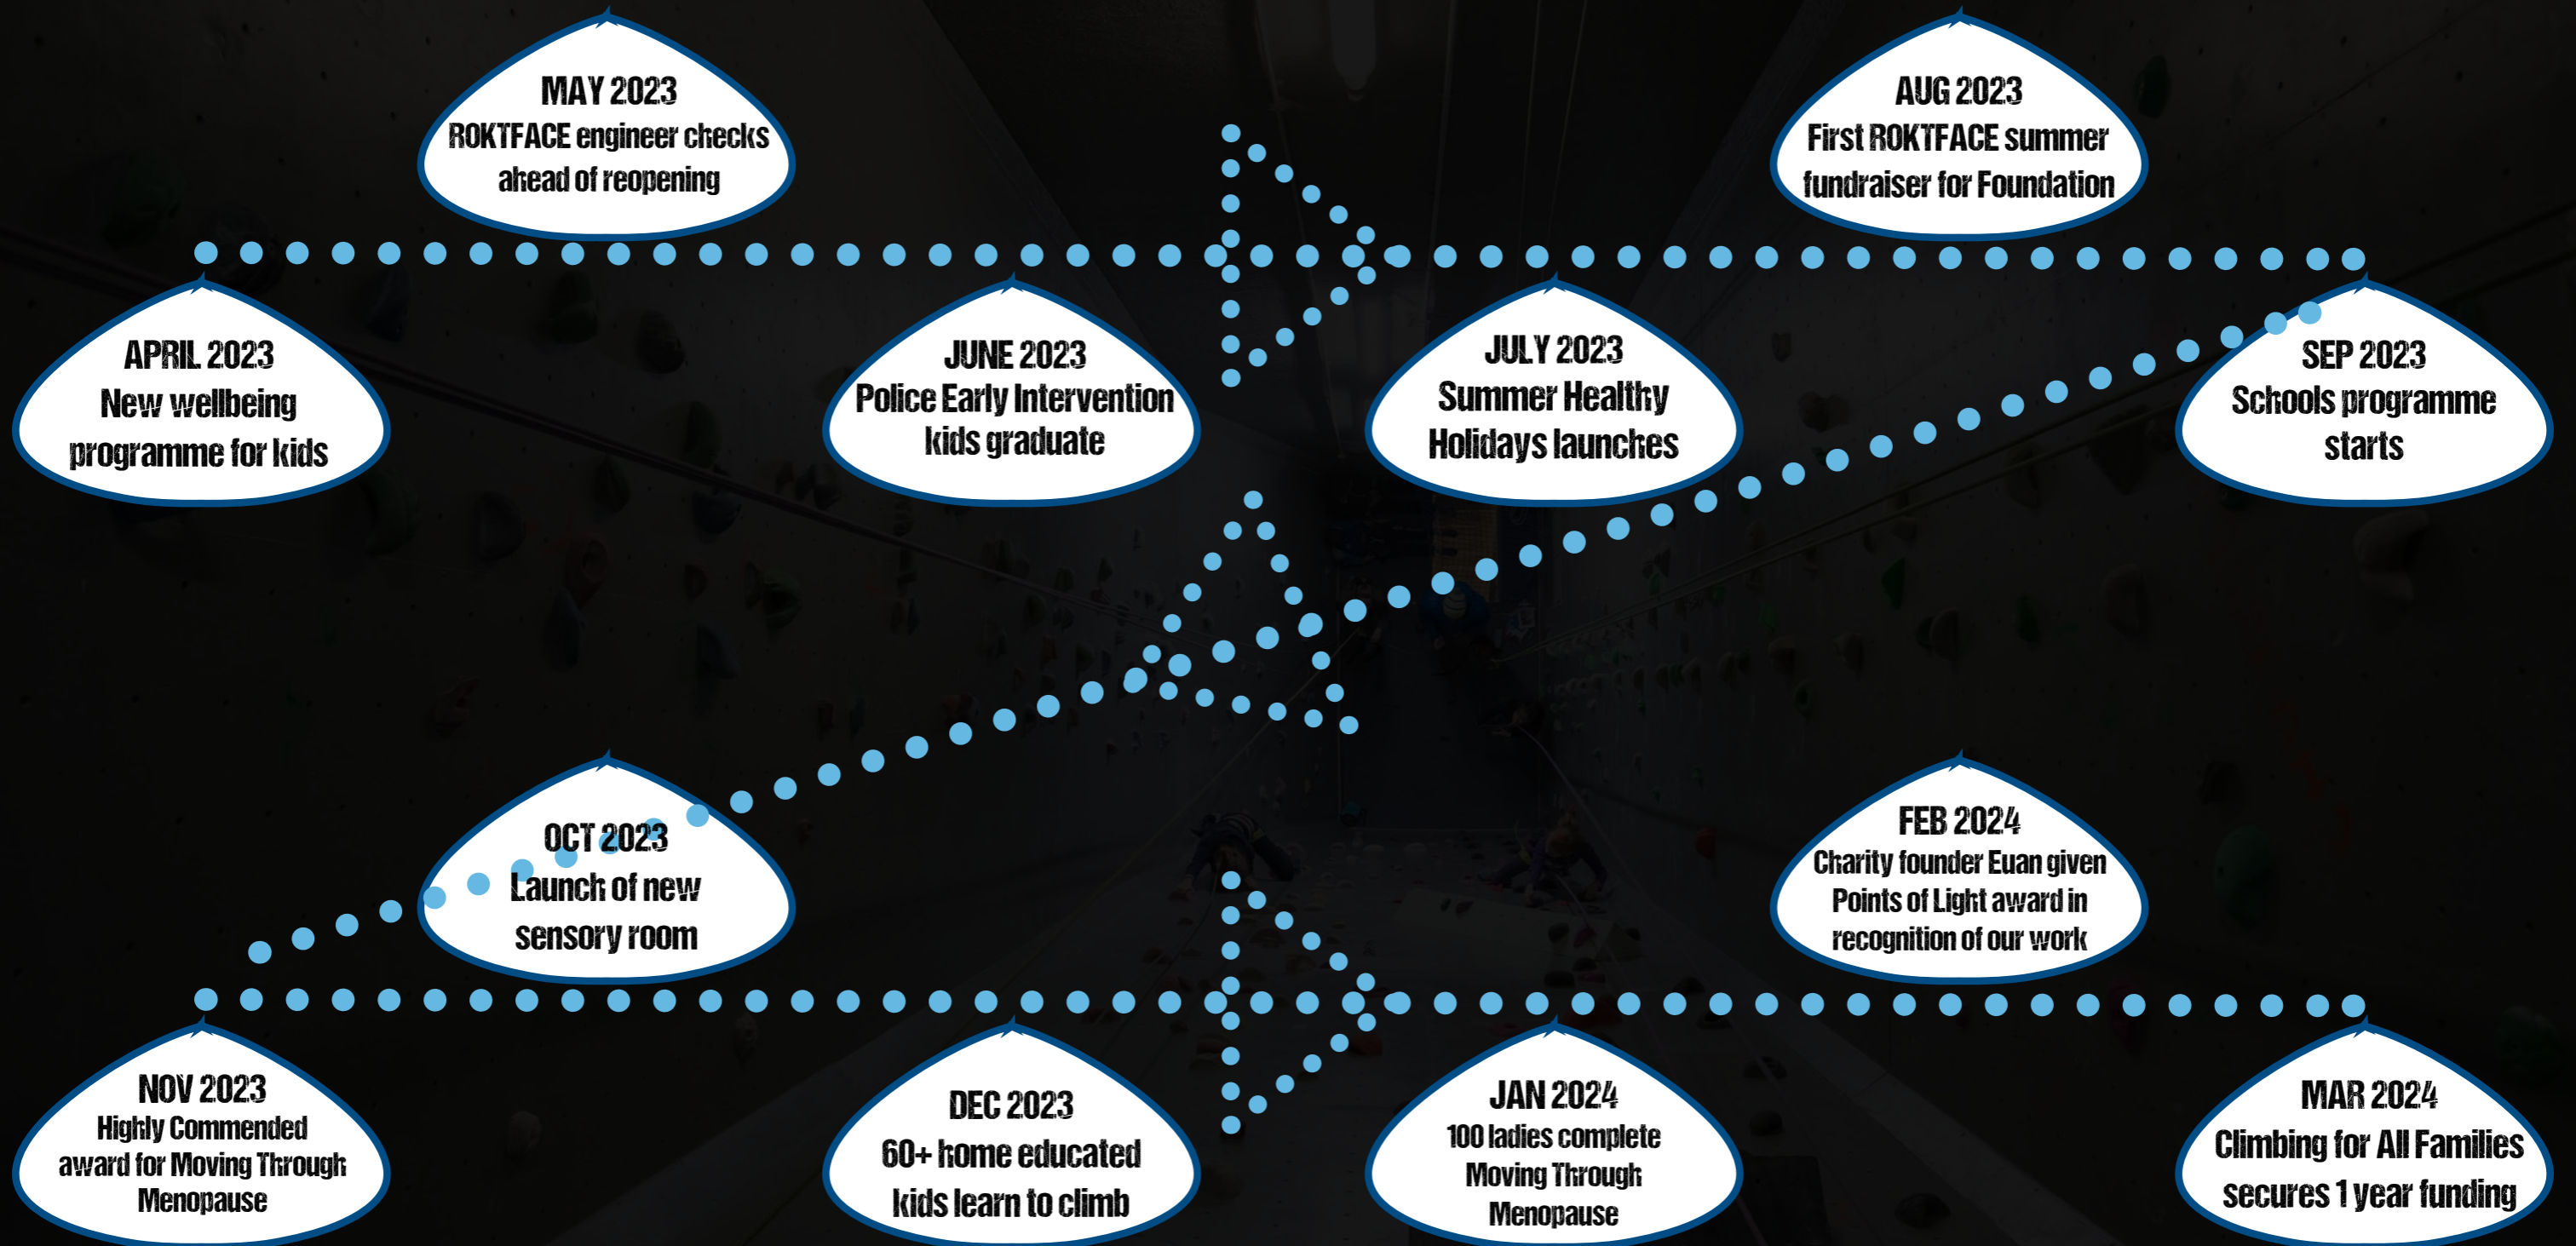 APRIL 2023
New wellbeing
programme for kids
MAY 2023
ROKTFACE engineer checks
ahead of reopening
JUNE 2023
Police Early Intervention
kids graduate
JULY 2023
Summer Healthy
Holidays launches
AUG 2023
First ROKTFACE summer
fundraiser for Foundation
SEP 2023
Schools programme
starts
OCT 2023
Launch of new
sensory room
NOV 2023
Highly Commended
award for Moving Through
Menopause
DEC 2023
60+ home educated
kids learn to climb
JAN 2024
100 ladies complete
Moving Through
Menopause
FEB 2024
Charity founder Euan given
Points of Light award in
recognition of our work
MAR 2024
Climbing for All Families
secures 1 year funding